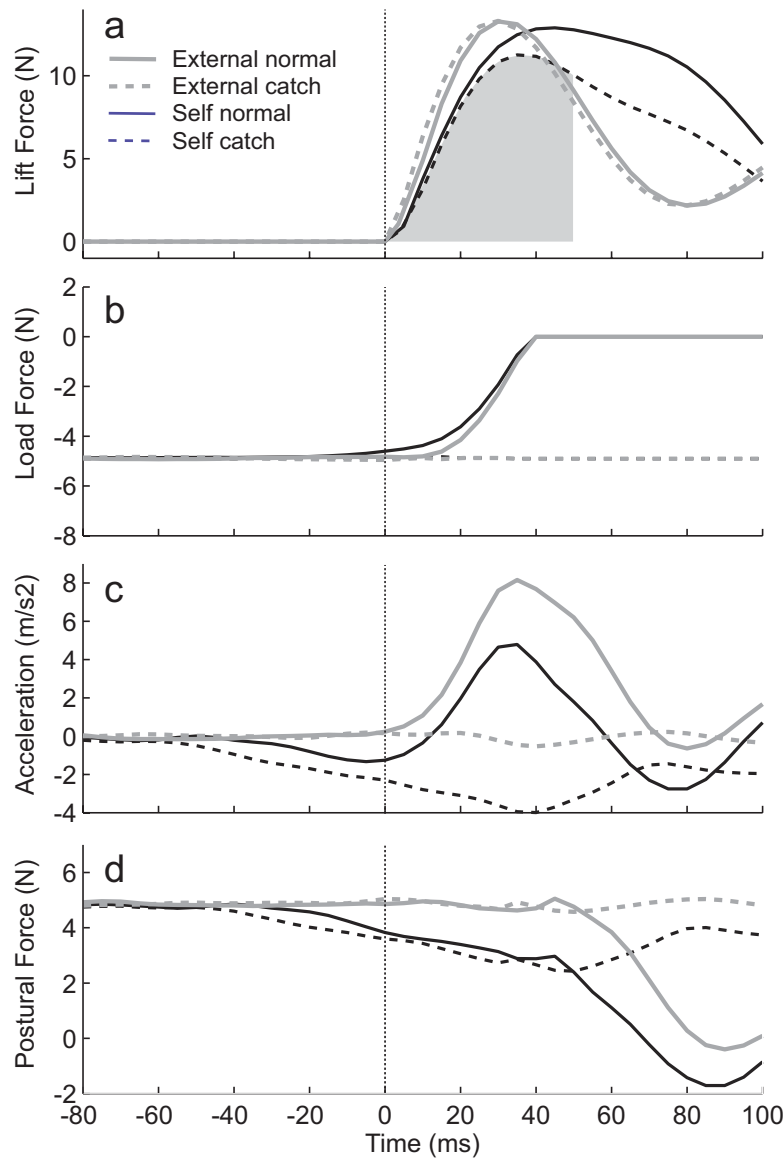 a
External normal
External catch
Self normal
Self catch
Lift Force (N)
10
5
0
b
Load Force (N)
2
0
-2
-4
-6
-8
c
Acceleration (m/s2)
8
6
4
2
0
-2
-4
d
Postural Force (N)
6
4
2
0
-2
-80 -60 -40 -20 0 20 40 60 80 100
Time (ms)